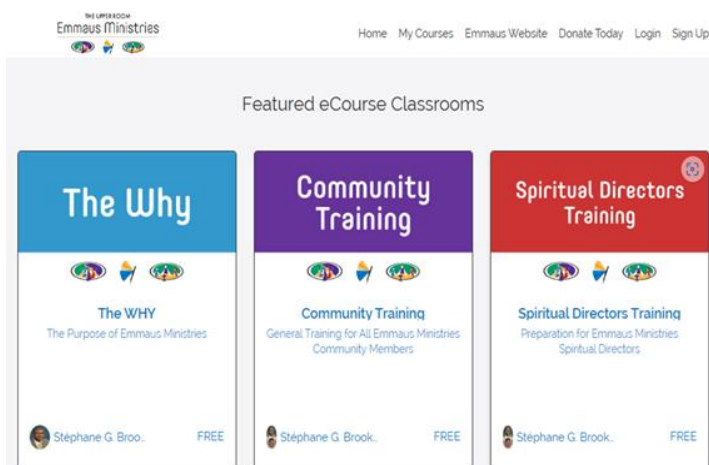 THE UPPER ROOM
Emmaus Ministries
Home My Courses Emmaus Website Donate Today Login Sign Up
Featured eCourse Classrooms
The Why
The WHY
The Purpose of Emmaus Ministries
Stéphane G. Broo..
FREE
Community
Training
Community Training
General Training for All Emmaus Ministries
Community Members
Stéphane G. Brook..
FREE
Spiritual Directors
Training
Spiritual Directors Training
Preparation for Emmaus Ministries
Spiritual Directors
Stéphane G. Brook..
FREE